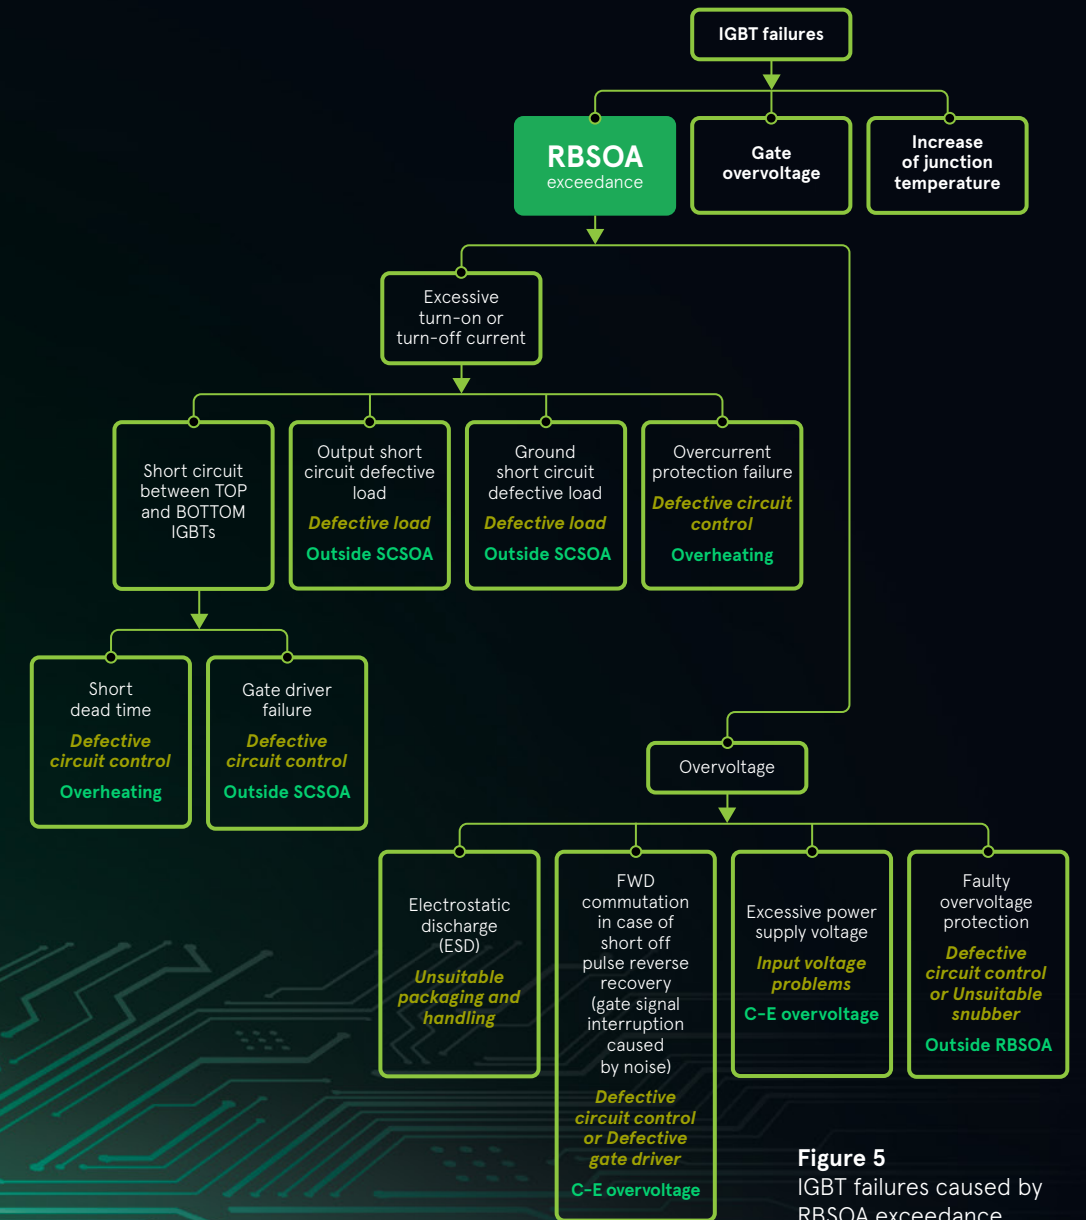 IGBT failures
RBSOA
exceedance
Gate
overvoltage
Increase
of junction
temperature
Excessive
turn-on or
turn-off current
Short circuit
between TOP
and BOTTOM
IGBTs
Output short
circuit defective
load
Defective load
Outside SCSOA
Ground
short circuit
defective load
Defective load
Outside SCSOA
Overcurrent
protection failure
Defective circuit
control
Overheating
Short
dead time
Defective
circuit control
Overheating
Gate driver
failure
Defective
circuit control
Outside SCSOA
Overvoltage
Electrostatic
discharge
(ESD)
Unsuitable
packaging and
handling
FWD
commutation
in case of
short off
pulse reverse
recovery
(gate signal
interruption
caused
by noise)
Defective
circuit control
or Defective
gate driver
C-E overvoltage
Excessive power
supply voltage
Input voltage
problems
C-E overvoltage
Faulty
overvoltage
protection
Defective
circuit control
or Unsuitable
snubber
Outside RBSOA
Figure 5
IGBT failures caused by
RBSOA exceedance